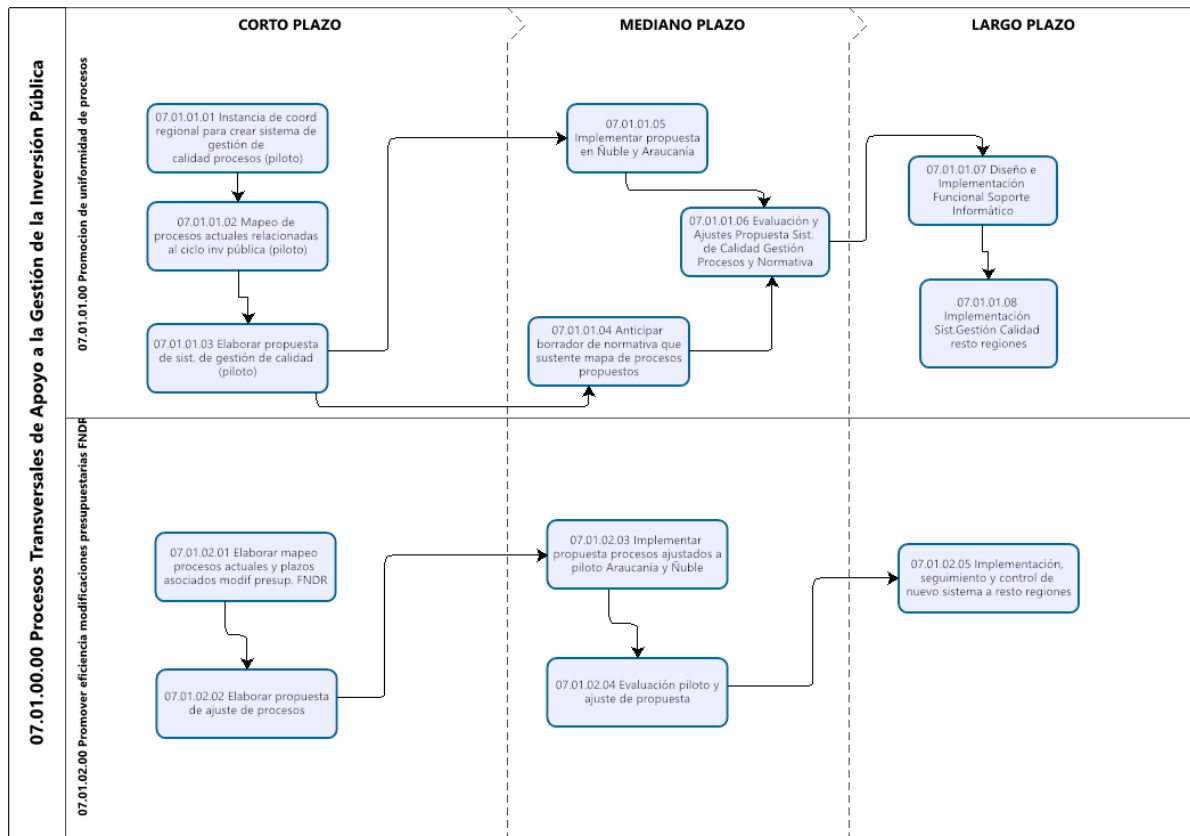 07.01.00.00 Procesos Transversales de Apoyo a la Gestión de la Inversión Pública
CORTO PLAZO
MEDIANO PLAZO
LARGO PLAZO
07.01.01.00 Promocion de uniformidad de procesos
07.01.01.01 Instancia de coord
regional para crear sistema de
gestión de
calidad procesos (piloto)
07.01.01.02 Mapeo de
procesos actuales relacionadas
al ciclo inv pública (piloto)
07.01.01.03 Elaborar propuesta
de sist. de gestión de calidad
(piloto)
07.01.01.05
Implementar propuesta
en Ñuble y Araucanía
07.01.01.06 Evaluación y
Ajustes Propuesta Sist.
de Calidad Gestión
Procesos y Normativa
07.01.01.04 Anticipar
borrador de normativa que
sustente mapa de procesos
propuestos
07.01.01.07 Diseño e
Implementación
Funcional Soporte
Informático
07.01.01.08
Implementación
Sist.Gestión Calidad
resto regiones
07.01.02.00 Promover eficiencia modificaciones presupuestarias FNDR
07.01.02.01 Elaborar mapeo
procesos actuales y plazos
asociados modif presup. FNDR
07.01.02.02 Elaborar propuesta
de ajuste de procesos
07.01.02.03 Implementar
propuesta procesos ajustados a
piloto Araucanía y Ñuble
07.01.02.04 Evaluación piloto y
ajuste de propuesta
07.01.02.05 Implementación,
seguimiento y control de
nuevo sistema a resto regiones